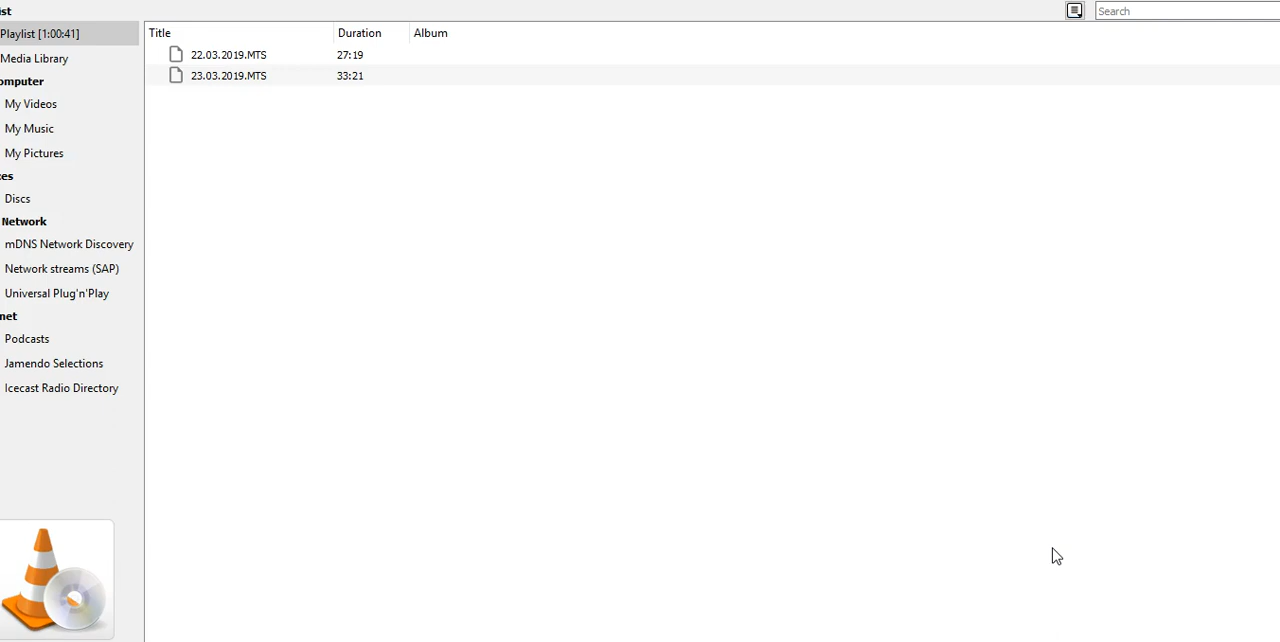 ist
Search
Playlist [1:00:41]
Title Duration Album
22.03.2019.MTS 27:19
Media Library
23.03.2019.MTS 33:21
omputer
My Videos
My Music
My Pictures
ces
Discs
Network
mDNS Network Discovery
Network streams (SAP)
Universal Plug'n'Play
net
Podcasts
Jamendo Selections
Icecast Radio Directory